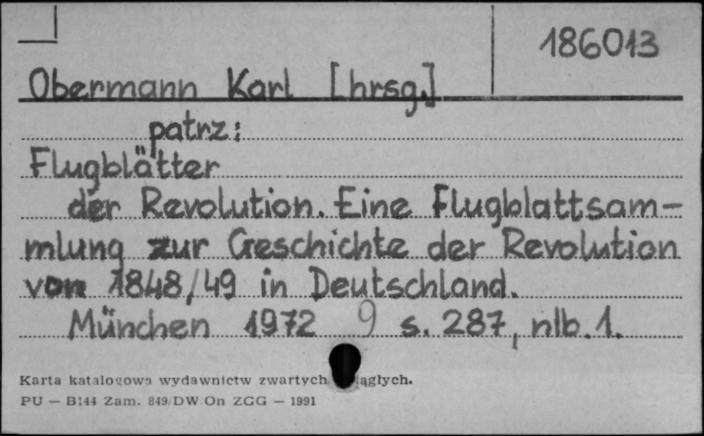 186013
Obermann Karl [hrsg.]
patrz:
Flugblätter
der Revolution. Eine Flugblattsam-
mlung zur Geschichte der Revolution
von 1848/49 in Deutschland.
München 1972 9 s. 287, nlb. 1.
Karta katalogowa wydawnictw zwartych
PU — B144 Zam. 849/DW On ZGG — 1991